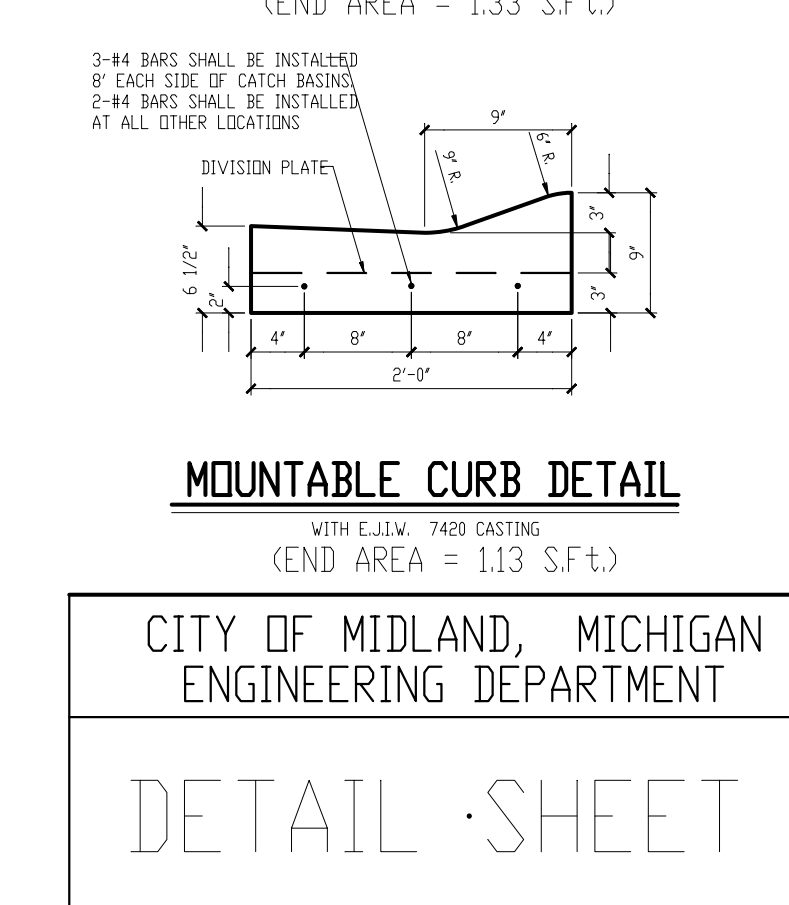 (END AREA = 1.33 S.Ft.)
3-#4 BARS SHALL BE INSTALLED
8' EACH SIDE OF CATCH BASINS.
2-#4 BARS SHALL BE INSTALLED
AT ALL OTHER LOCATIONS
9"
9" R.
6" R.
DIVISION PLATE
6 1/2"
2"
3"
9"
3"
4"
8"
8"
4"
2'-0"
MOUNTABLE CURB DETAIL
WITH E.J.I.W. 7420 CASTING
(END AREA = 1.13 S.Ft.)
CITY OF MIDLAND, MICHIGAN
ENGINEERING DEPARTMENT
DETAIL SHEET